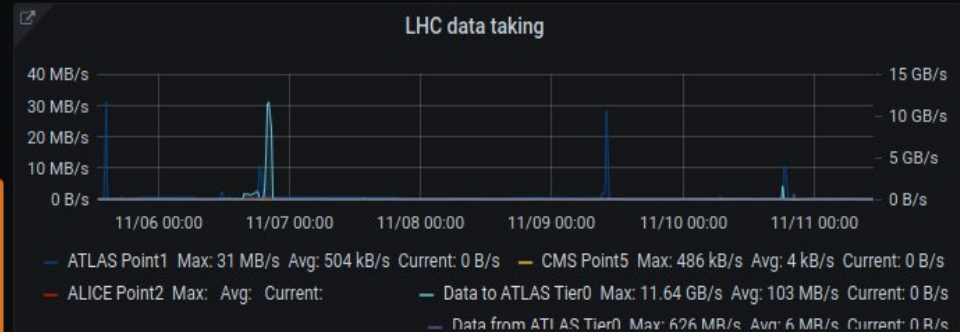 LHC data taking
40 MB/s 15 GB/s
30 MB/s 10 GB/s
20 MB/s
10 MB/s 5 GB/s
0 B/s 0 B/s
11/06 00:00 11/07 00:00 11/08 00:00 11/09 00:00 11/10 00:00 11/11 00:00
ATLAS Point1 Max: 31 MB/s Avg: 504 kB/s Current: 0 B/s CMS Point5 Max: 486 kB/s Avg: 4 kB/s Current: 0 B/s
ALICE Point2 Max: Avg: Current: Data to ATLAS Tier0 Max: 11.64 GB/s Avg: 103 MB/s Current: 0 B/s
Data from ATLAS Tier0 Max: 626 MB/s Avg: 6 MB/s Current: 0 B/s